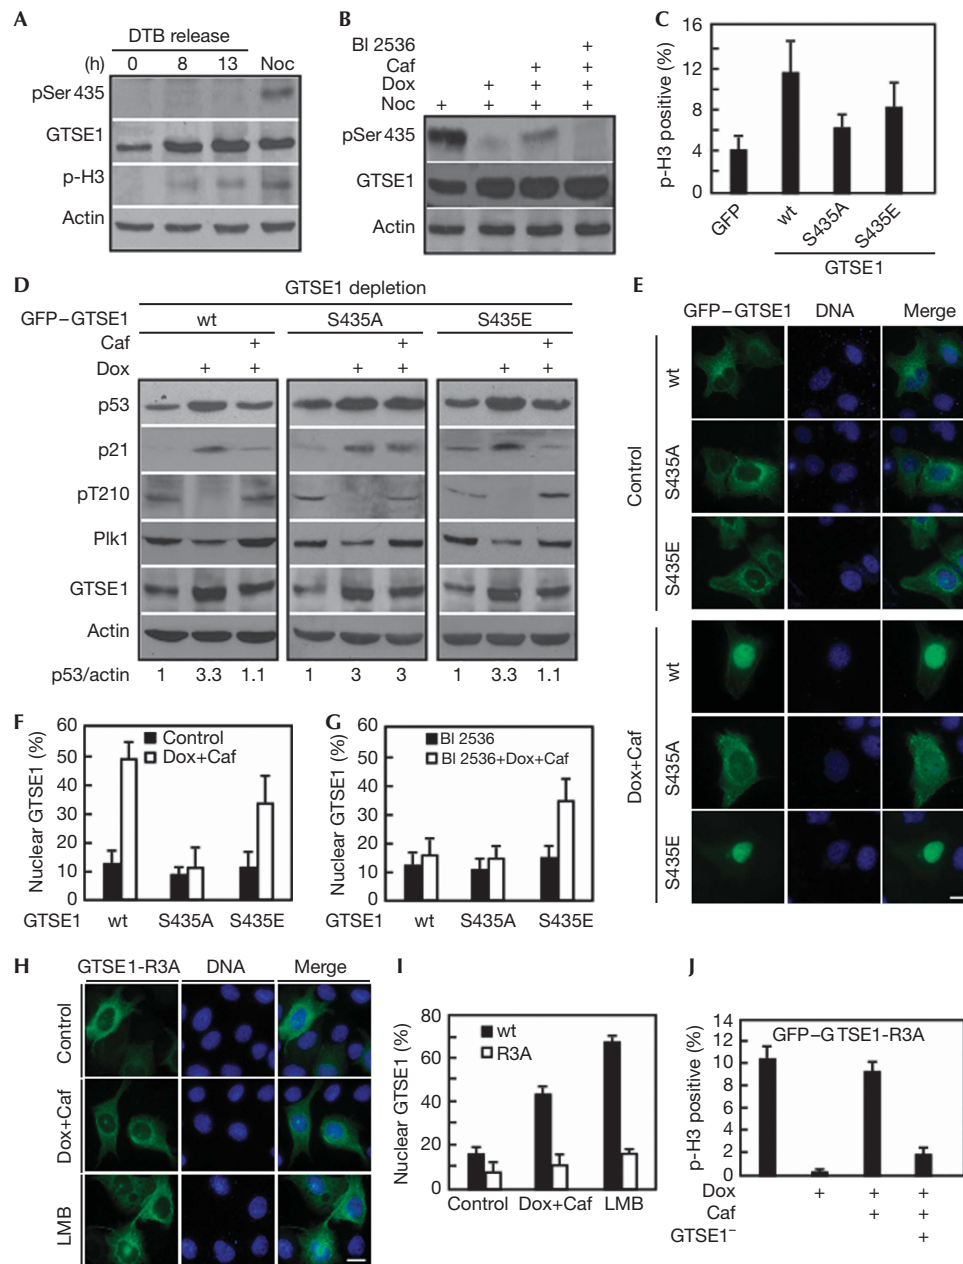 A
DTB release
(h) 0 8 13 Noc
pSer 435
GTSE1
p-H3
Actin
B
BI 2536 +
Caf + +
Dox + + +
Noc + + + +
pSer 435
GTSE1
Actin
C
p-H3 positive (%)
16
12
8
4
0
GFP
wt
S435A
S435E
GTSE1
D
GTSE1 depletion
GFP–GTSE1 wt S435A S435E
Caf + + +
Dox + + + + + +
p53
p21
pT210
Plk1
GTSE1
Actin
p53/actin 1 3.3 1.1 1 3 3 1 3.3 1.1
E
GFP–GTSE1 DNA Merge
Control
wt
S435A
S435E
Dox+Caf
wt
S435A
S435E
F
Nuclear GTSE1 (%)
60
50
40
30
20
10
0
Control
Dox+Caf
GTSE1 wt S435A S435E
G
Nuclear GTSE1 (%)
60
50
40
30
20
10
0
BI 2536
BI 2536+Dox+Caf
GTSE1 wt S435A S435E
H
GTSE1-R3A DNA Merge
Control
Dox+Caf
LMB
I
Nuclear GTSE1 (%)
80
60
40
20
0
wt
R3A
Control Dox+Caf LMB
J
GFP–GTSE1-R3A
p-H3 positive (%)
14
12
10
8
6
4
2
0
Dox + + +
Caf + +
GTSE1⁻ +